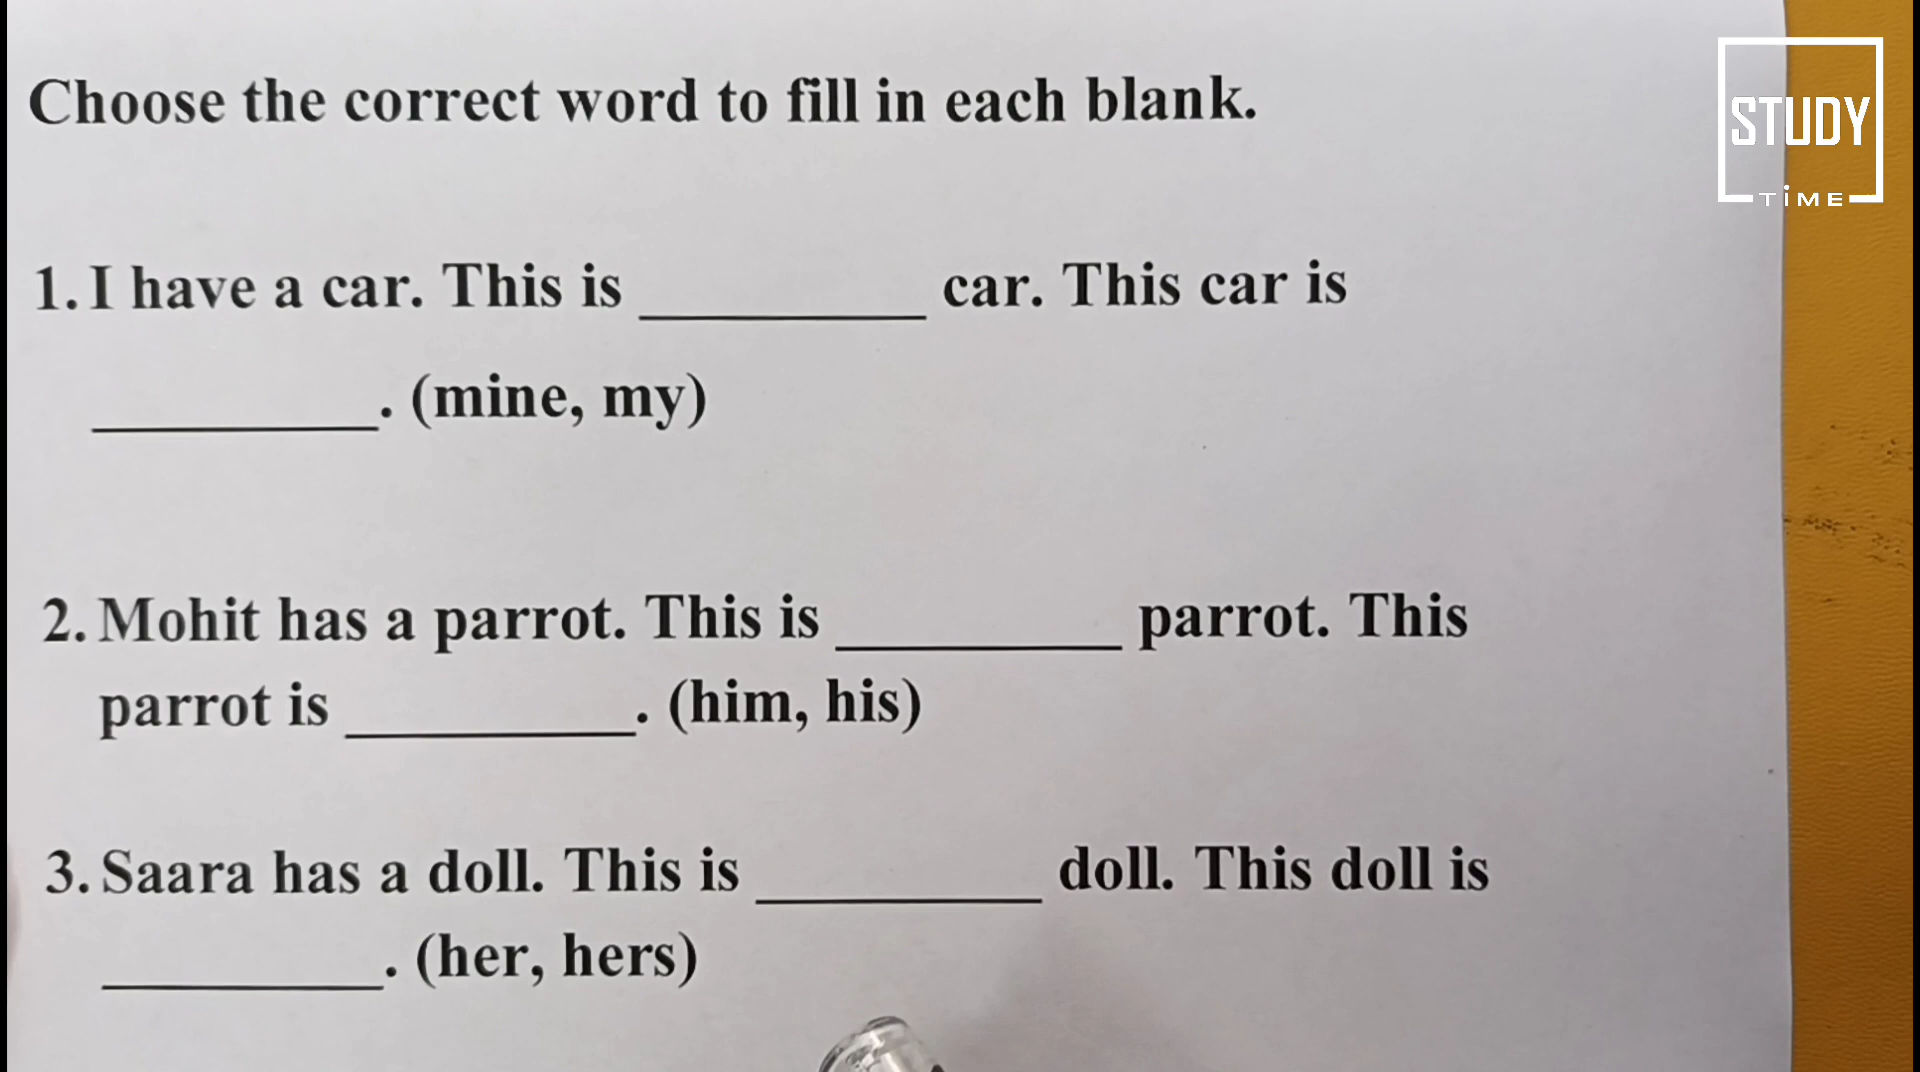 Choose the correct word to fill in each blank.
STUDY
TiME
1. I have a car. This is __________ car. This car is
__________. (mine, my)
2. Mohit has a parrot. This is __________ parrot. This
parrot is __________. (him, his)
3. Saara has a doll. This is __________ doll. This doll is
__________. (her, hers)